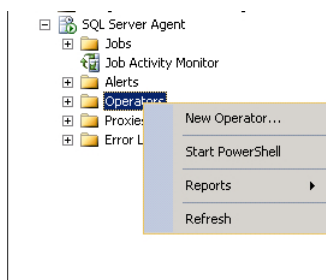 SQL Server Agent
Jobs
Job Activity Monitor
Alerts
Operators
Proxies
Error L
New Operator...
Start PowerShell
Reports
Refresh